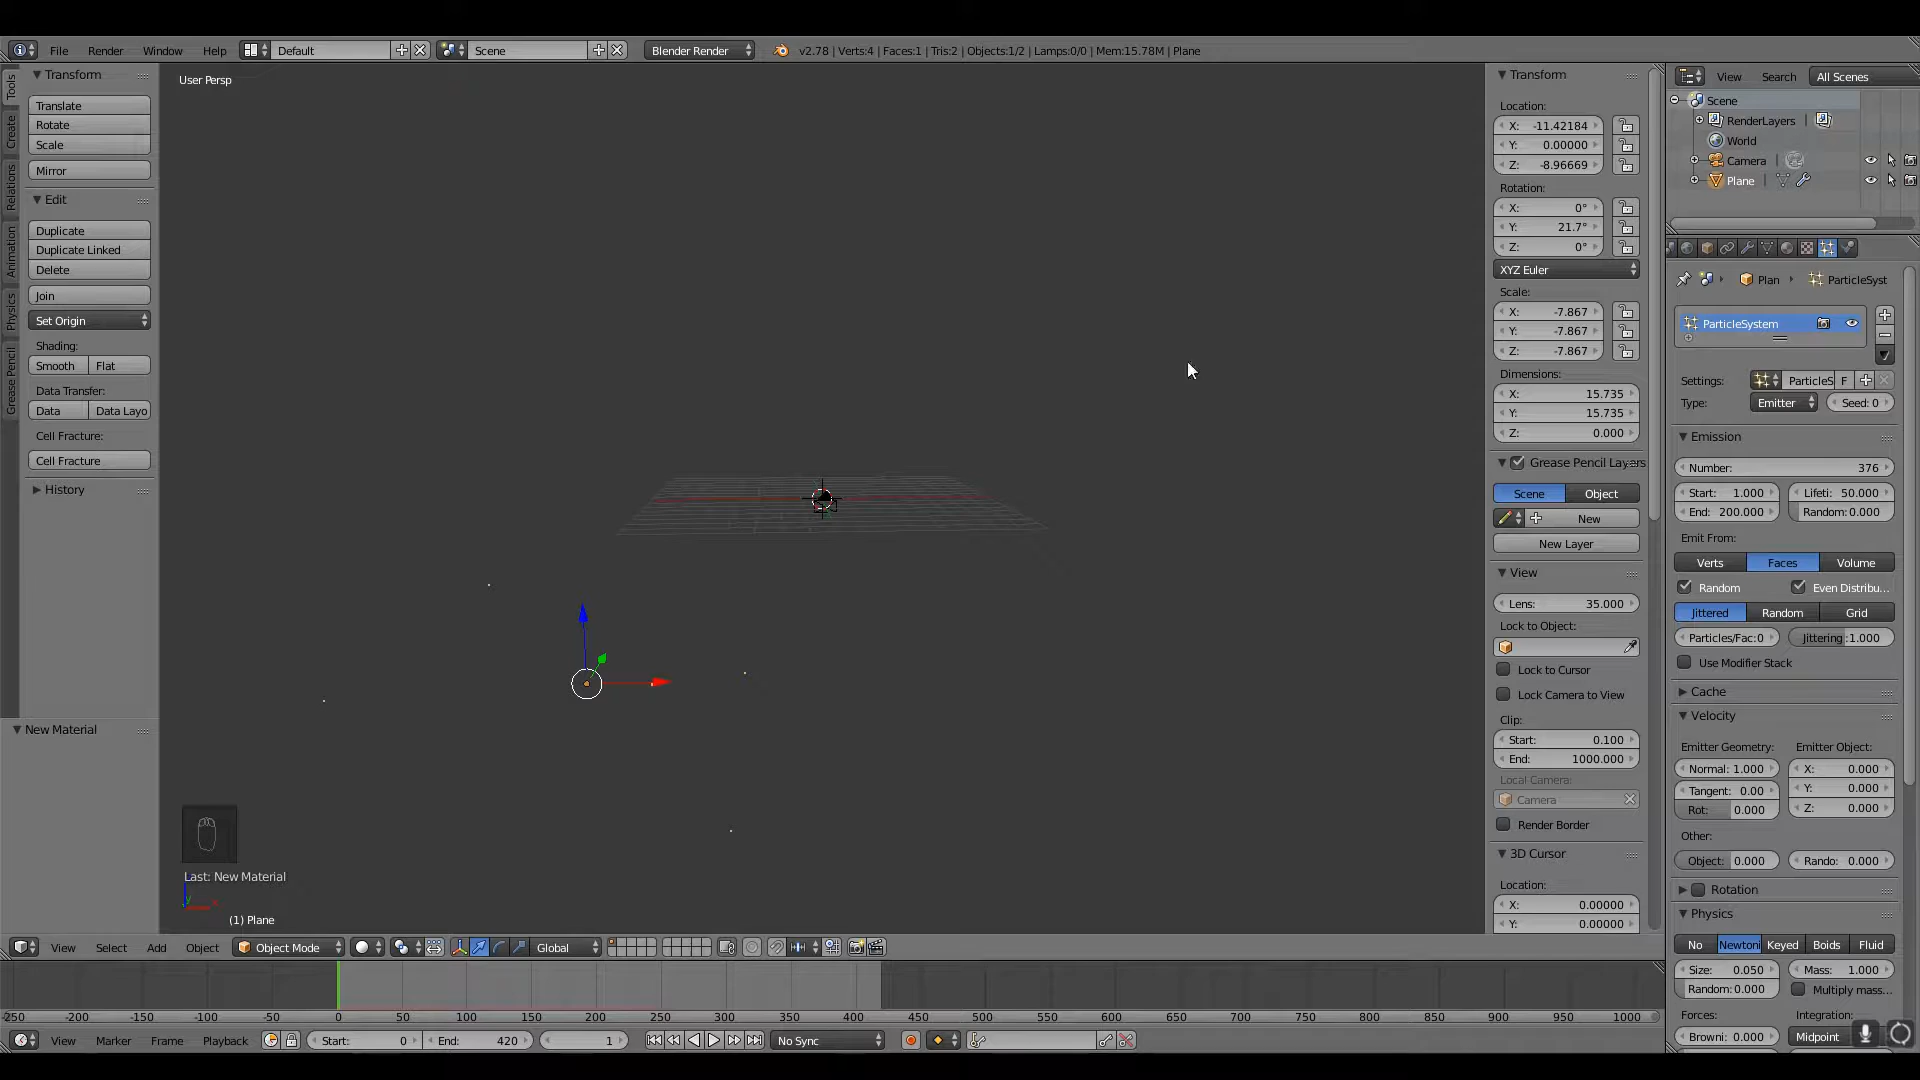 File Render Window Help Default Scene Blender Render v2.78 | Verts:4 | Faces:1 | Tris:2 | Objects:1/2 | Lamps:0/0 | Mem:15.78M | Plane
Tools
Create
Relations
Animation
Physics
Grease Pencil
Transform
Translate
Rotate
Scale
Mirror
Edit
Duplicate
Duplicate Linked
Delete
Join
Set Origin
Shading:
Smooth Flat
Data Transfer:
Data Data Layo
Cell Fracture:
Cell Fracture
History
New Material
User Persp
Last: New Material
(1) Plane
Transform
Location:
X: -11.42184
Y: 0.00000
Z: -8.96669
Rotation:
X: 0°
Y: 21.7°
Z: 0°
XYZ Euler
Scale:
X: -7.867
Y: -7.867
Z: -7.867
Dimensions:
X: 15.735
Y: 15.735
Z: 0.000
Grease Pencil Layers
Scene Object
New
New Layer
View
Lens: 35.000
Lock to Object:
Lock to Cursor
Lock Camera to View
Clip:
Start: 0.100
End: 1000.000
Local Camera:
Camera
Render Border
3D Cursor
Location:
X: 0.00000
Y: 0.00000
View Search All Scenes
Scene
RenderLayers |
World
Camera |
Plane |
Plan ParticleSyst
ParticleSystem
Settings: ParticleS F
Type: Emitter Seed: 0
Emission
Number: 376
Start: 1.000 Lifeti: 50.000
End: 200.000 Random: 0.000
Emit From:
Verts Faces Volume
Random Even Distribu...
Jittered Random Grid
Particles/Fac:0 Jittering :1.000
Use Modifier Stack
Cache
Velocity
Emitter Geometry: Emitter Object:
Normal: 1.000 X: 0.000
Tangent: 0.00 Y: 0.000
Rot: 0.000 Z: 0.000
Other:
Object: 0.000 Rando: 0.000
Rotation
Physics
No Newtoni Keyed Boids Fluid
Size: 0.050 Mass: 1.000
Random: 0.000 Multiply mass...
Forces: Integration:
Browni: 0.000 Midpoint
View Select Add Object Object Mode Global
-250 -200 -150 -100 -50 0 50 100 150 200 250 300 350 400 450 500 550 600 650 700 750 800 850 900 950 1000
View Marker Frame Playback Start: 0 End: 420 1 No Sync